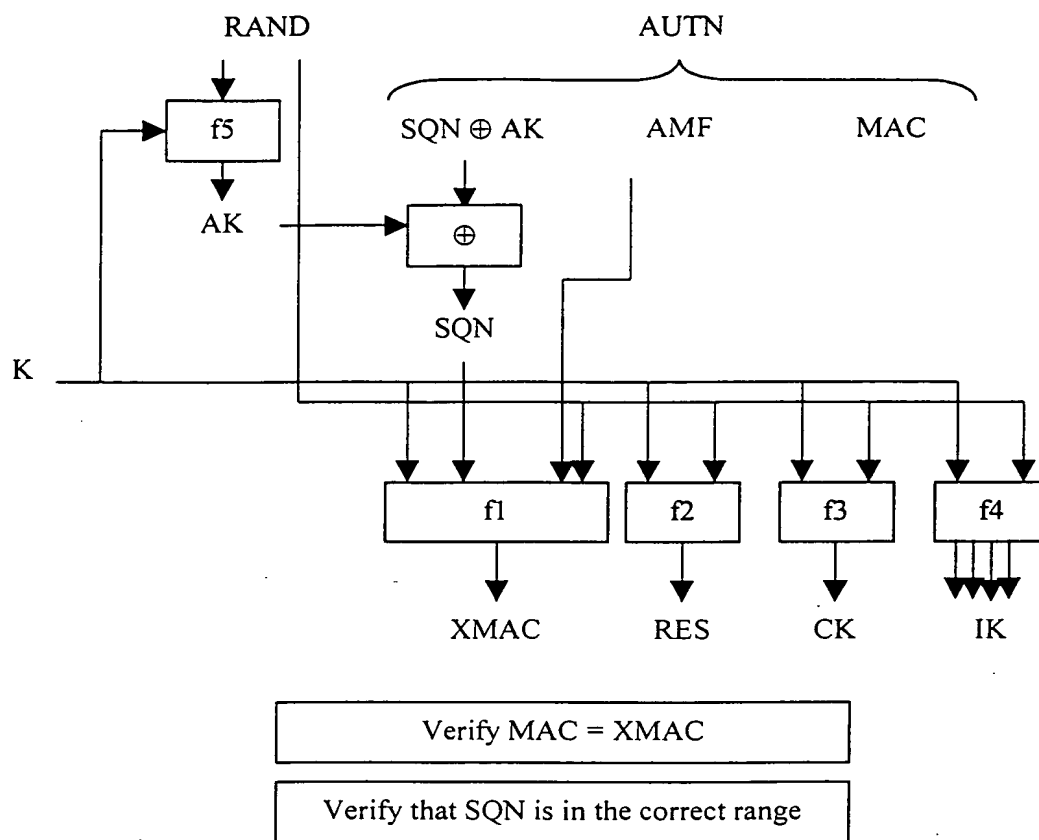 RAND AUTN
f5 SQN ⊕ AK AMF MAC
AK ⊕
SQN
K
f1 f2 f3 f4
XMAC RES CK IK
Verify MAC = XMAC
Verify that SQN is in the correct range